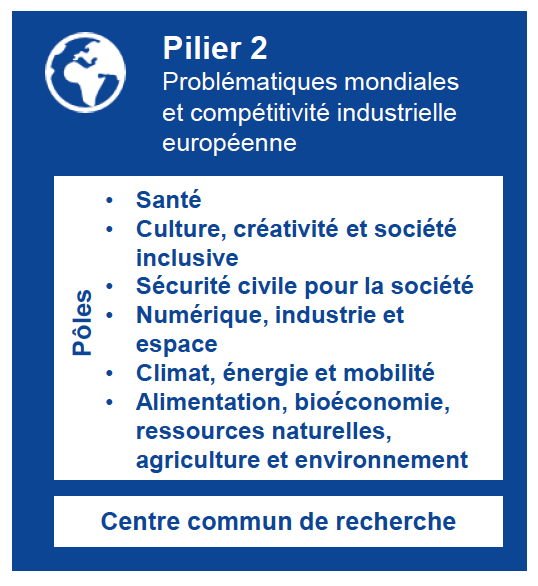 Pilier 2
Problématiques mondiales
et compétitivité industrielle
européenne
Pôles
• Santé
• Culture, créativité et société
inclusive
• Sécurité civile pour la société
• Numérique, industrie et
espace
• Climat, énergie et mobilité
• Alimentation, bioéconomie,
ressources naturelles,
agriculture et environnement
Centre commun de recherche